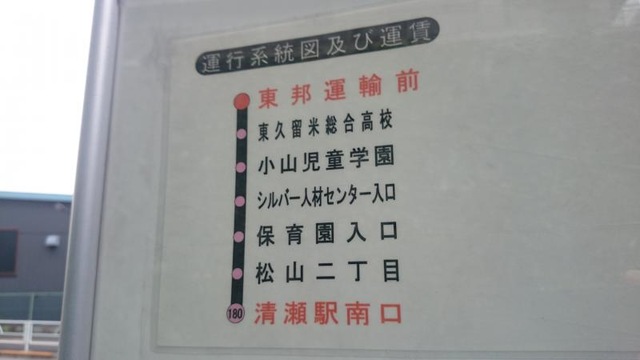 運行系統図及び運賃
東邦運輸前
東久留米総合高校
小山児童学園
シルバー人材センター入口
保育園入口
松山二丁目
180 清瀬駅南口